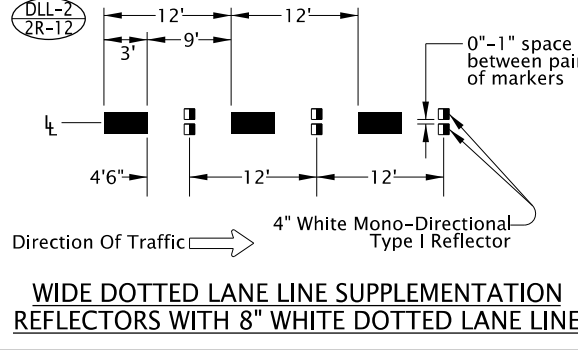 DLL-2
2R-12
12'
12'
3'
9'
0"-1" space
between pair
of markers
4'6"
12'
12'
Direction Of Traffic
4" White Mono-Directional
Type I Reflector
WIDE DOTTED LANE LINE SUPPLEMENTATION
REFLECTORS WITH 8" WHITE DOTTED LANE LINE